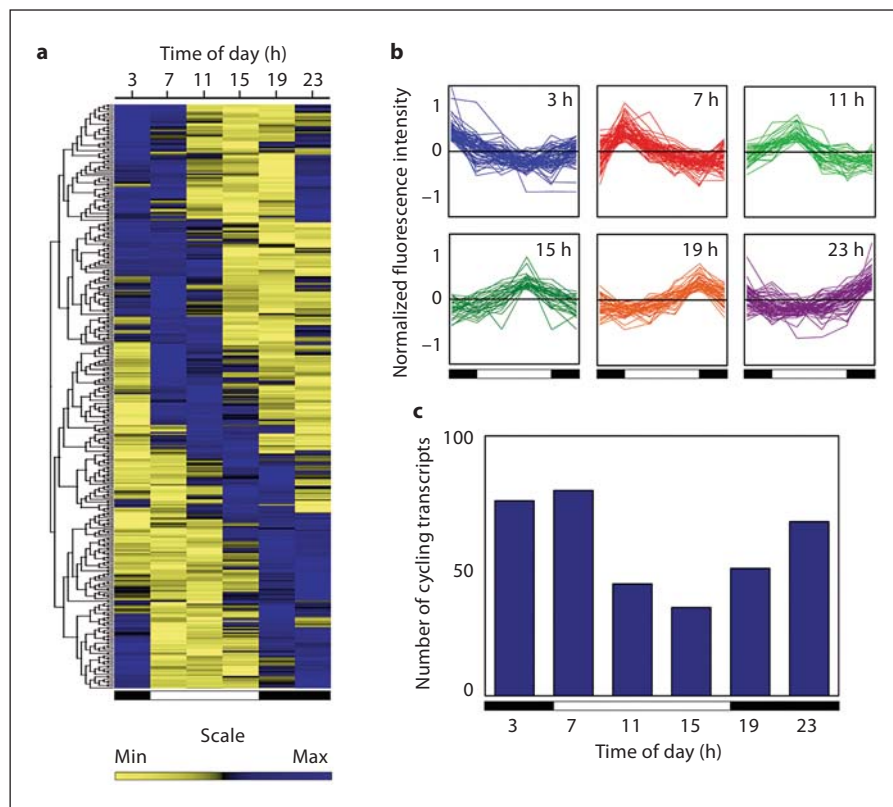 a
Time of day (h)
3 7 11 15 19 23
Scale
Min Max
b
Normalized fluorescence intensity
1
0
–1
3 h
7 h
11 h
1
0
–1
15 h
19 h
23 h
c
Number of cycling transcripts
100
50
0
3 7 11 15 19 23
Time of day (h)